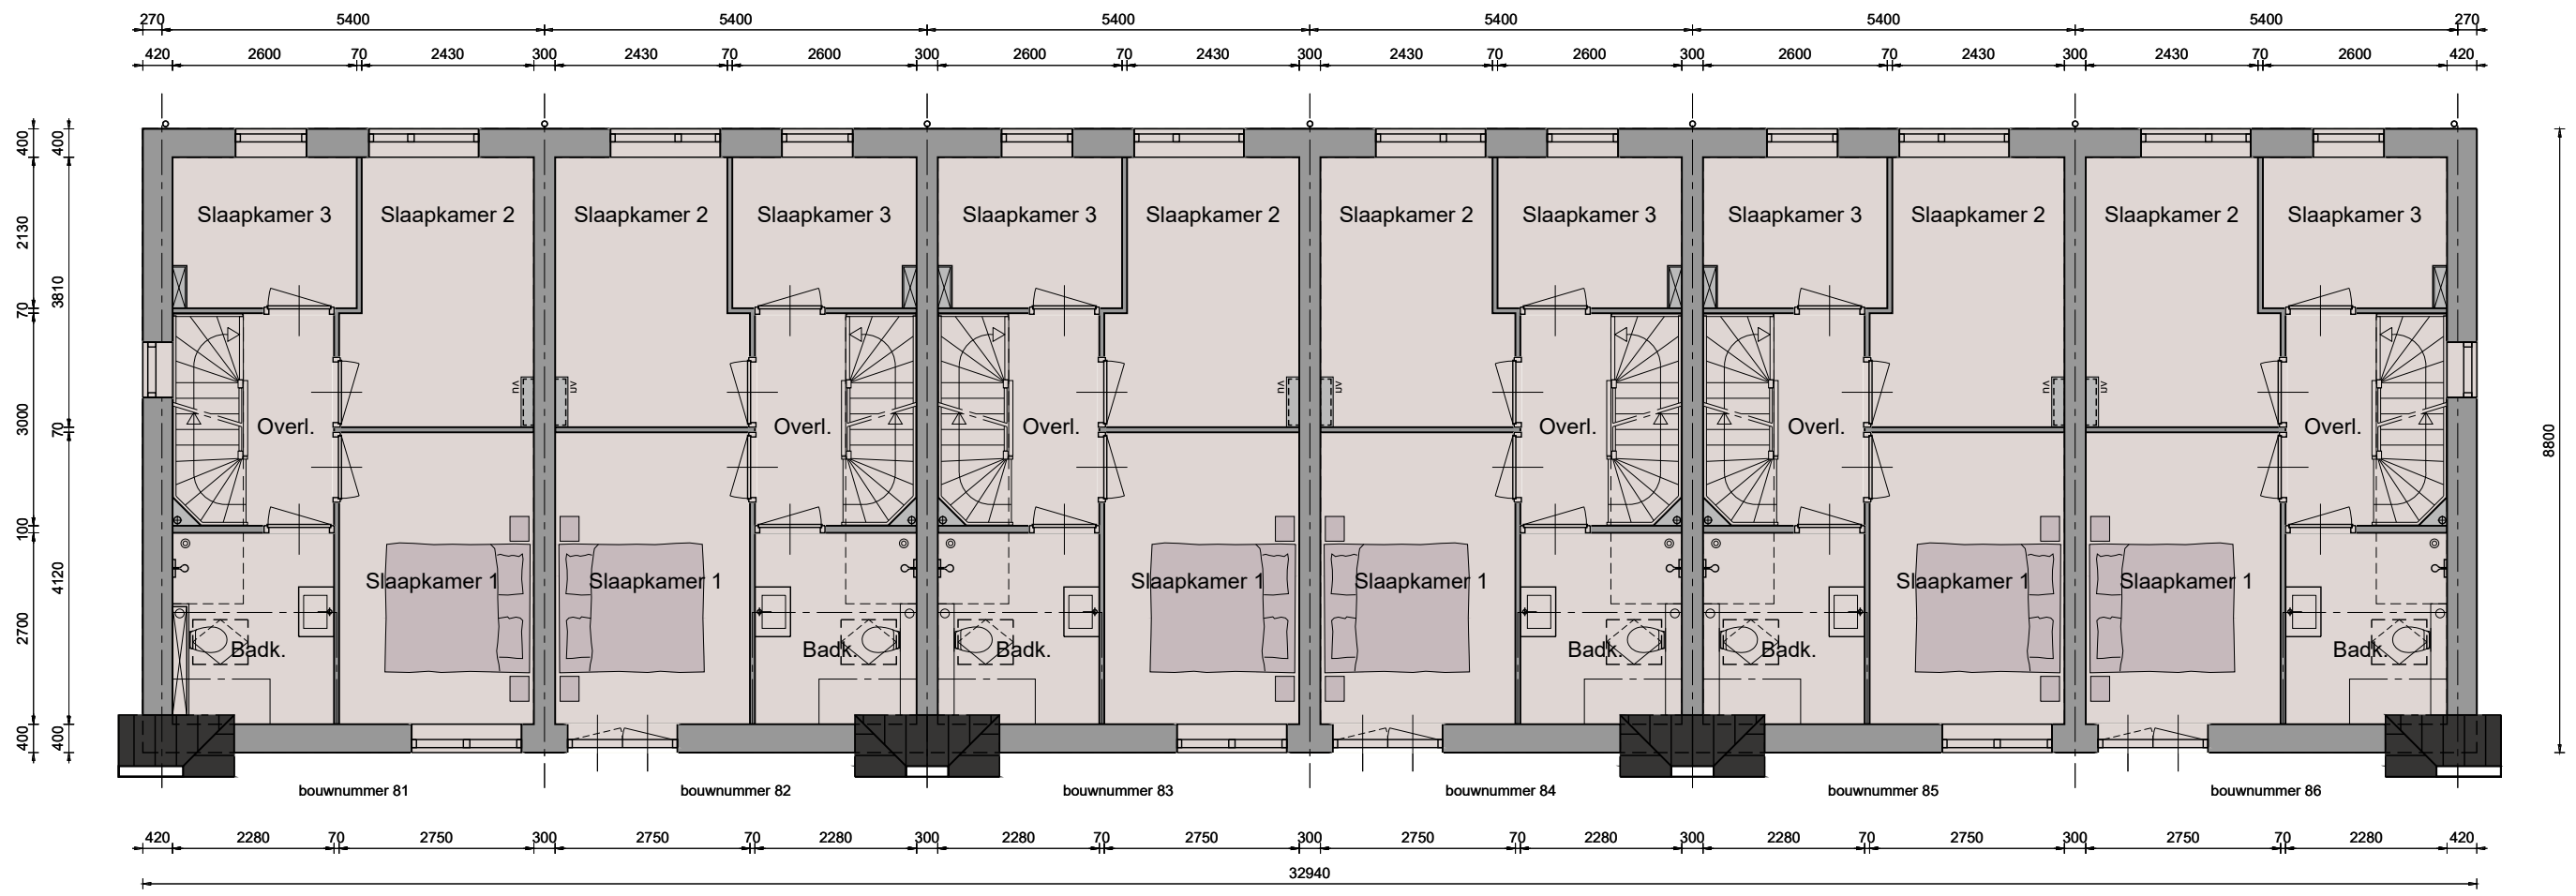 270 5400 5400 5400 5400 5400 5400 270
420 2600 70 2430 300 2430 70 2600 300 2600 70 2430 300 2430 70 2600 300 2600 70 2430 300 2430 70 2600 420
400 400
Slaapkamer 3 Slaapkamer 2 Slaapkamer 2 Slaapkamer 3 Slaapkamer 3 Slaapkamer 2 Slaapkamer 2 Slaapkamer 3 Slaapkamer 3 Slaapkamer 2 Slaapkamer 2 Slaapkamer 3
2130 3810
70
3000 70
Overl. Overl. Overl. Overl. Overl. Overl.
8800
100
4120
Slaapkamer 1 Slaapkamer 1 Slaapkamer 1 Slaapkamer 1 Slaapkamer 1 Slaapkamer 1
2700
Badk. Badk. Badk. Badk. Badk. Badk.
400 400
bouwnummer 81 bouwnummer 82 bouwnummer 83 bouwnummer 84 bouwnummer 85 bouwnummer 86
420 2280 70 2750 300 2750 70 2280 300 2280 70 2750 300 2750 70 2280 300 2280 70 2750 300 2750 70 2280 420
32940